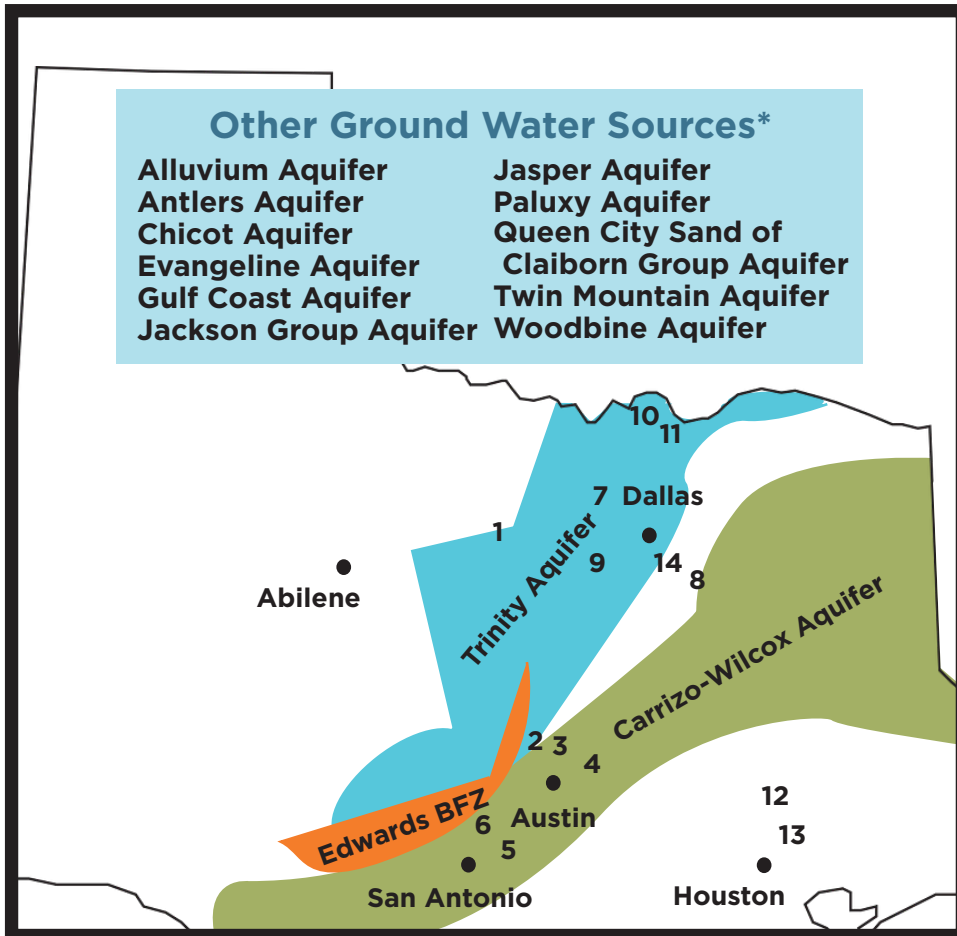 Other Ground Water Sources*
Alluvium Aquifer
Antlers Aquifer
Chicot Aquifer
Evangeline Aquifer
Gulf Coast Aquifer
Jackson Group Aquifer
Jasper Aquifer
Paluxy Aquifer
Queen City Sand of
Claiborn Group Aquifer
Twin Mountain Aquifer
Woodbine Aquifer
10
11
7
Dallas
1
Trinity Aquifer
9
14
8
Abilene
Carrizo-Wilcox Aquifer
2
3
4
Edwards BFZ
6
Austin
5
12
13
San Antonio
Houston